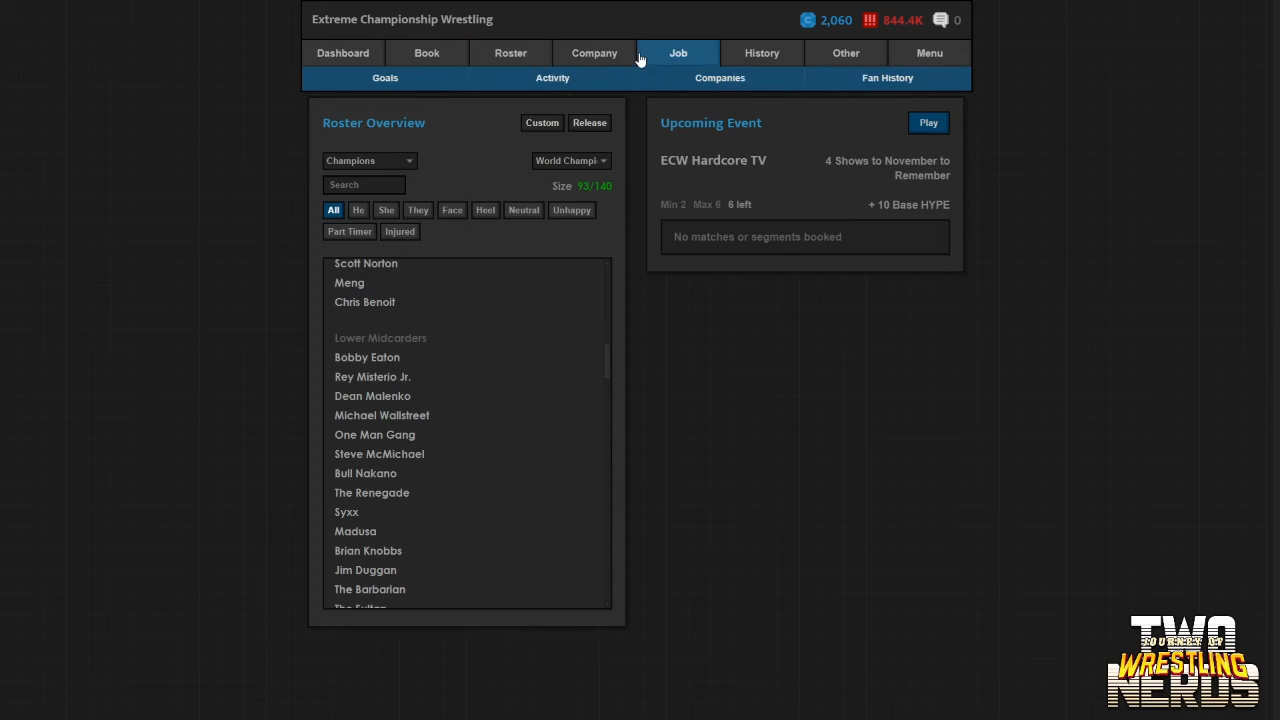 Extreme Championship Wrestling
2,060
844.4K
0
Dashboard
Book
Roster
Company
Job
History
Other
Menu
Goals
Activity
Companies
Fan History
Roster Overview
Custom
Release
Champions
World Champi
Search
Size 93/140
All
He
She
They
Face
Heel
Neutral
Unhappy
Part Timer
Injured
Scott Norton
Meng
Chris Benoit
Lower Midcarders
Bobby Eaton
Rey Misterio Jr.
Dean Malenko
Michael Wallstreet
One Man Gang
Steve McMichael
Bull Nakano
The Renegade
Syxx
Madusa
Brian Knobbs
Jim Duggan
The Barbarian
The Sultan
Upcoming Event
Play
ECW Hardcore TV
4 Shows to November to
Remember
Min 2 Max 6 6 left
+ 10 Base HYPE
No matches or segments booked
TWO
JOURNEY OF
WRESTLING
NERDS